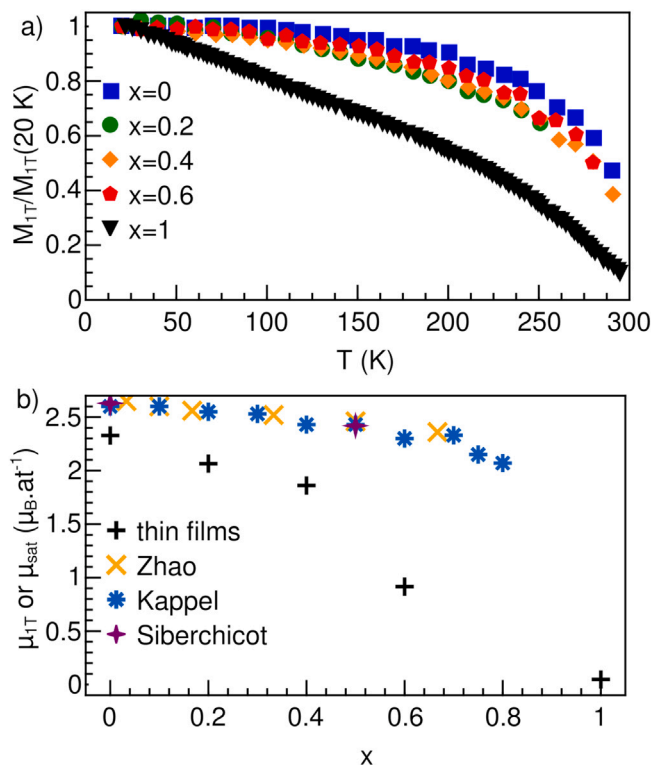 a)
1
0.8
0.6
0.4
0.2
0
M1T/M1T(20 K)
x=0
x=0.2
x=0.4
x=0.6
x=1
0 50 100 150 200 250 300
T (K)
b)
2.5
2
1.5
1
0.5
0
μ1T or μsat (μB.at⁻¹)
thin films
Zhao
Kappel
Siberchicot
0 0.2 0.4 0.6 0.8 1
x